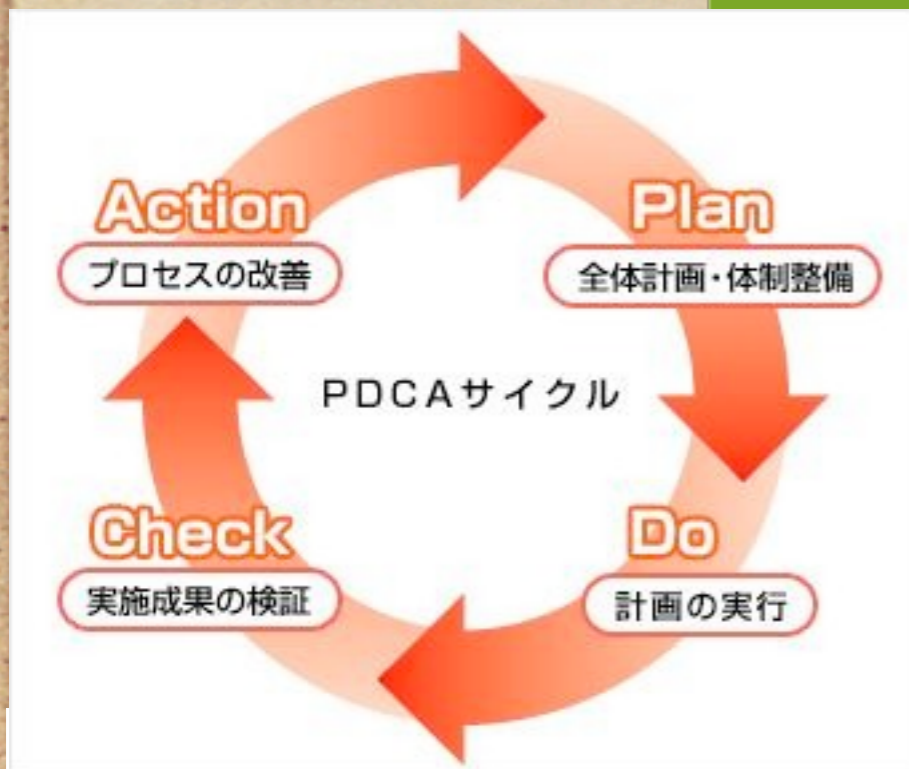 Action
プロセスの改善
Plan
全体計画・体制整備
PDCAサイクル
Check
実施成果の検証
Do
計画の実行